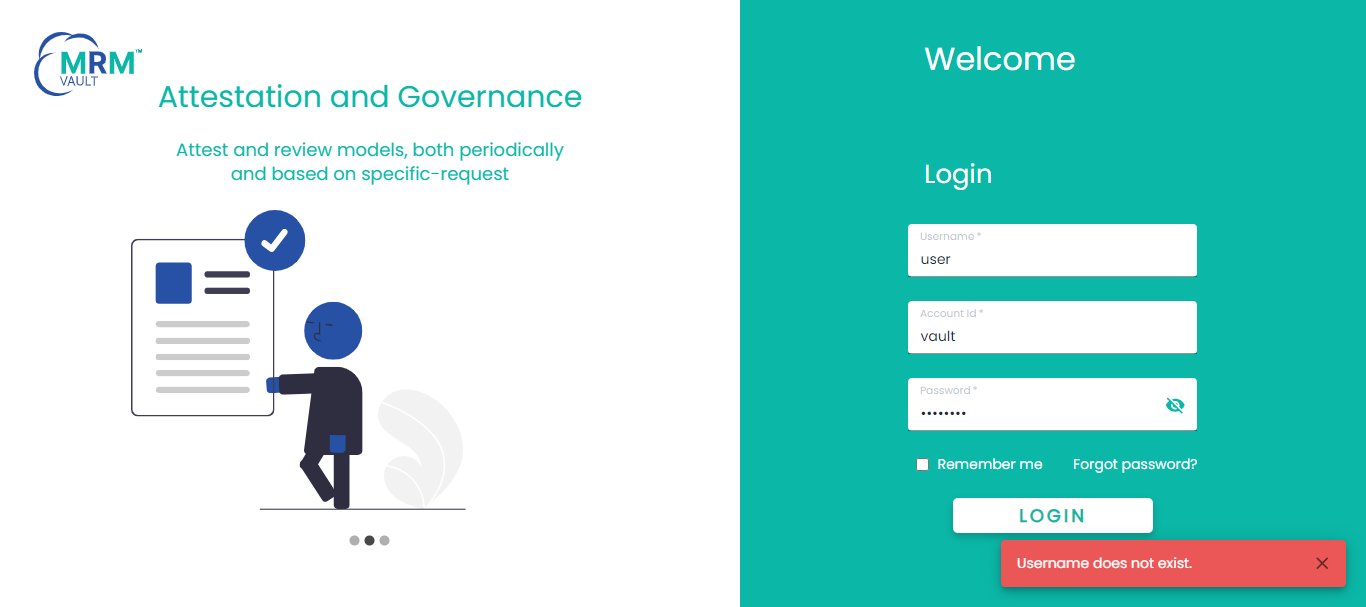 MRM™
VAULT
Attestation and Governance
Attest and review models, both periodically
and based on specific-request
Welcome
Login
Username *
user
Account Id *
vault
Password *
••••••••
Remember me
Forgot password?
LOGIN
Username does not exist.